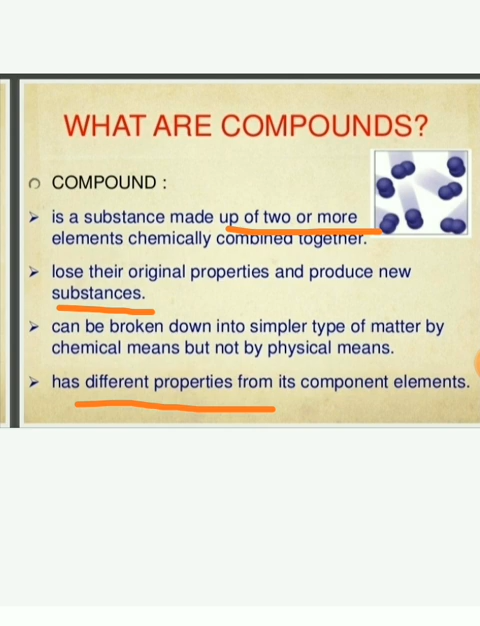 WHAT ARE COMPOUNDS?
COMPOUND :
is a substance made up of two or more
elements chemically combined together.
lose their original properties and produce new
substances.
can be broken down into simpler type of matter by
chemical means but not by physical means.
has different properties from its component elements.